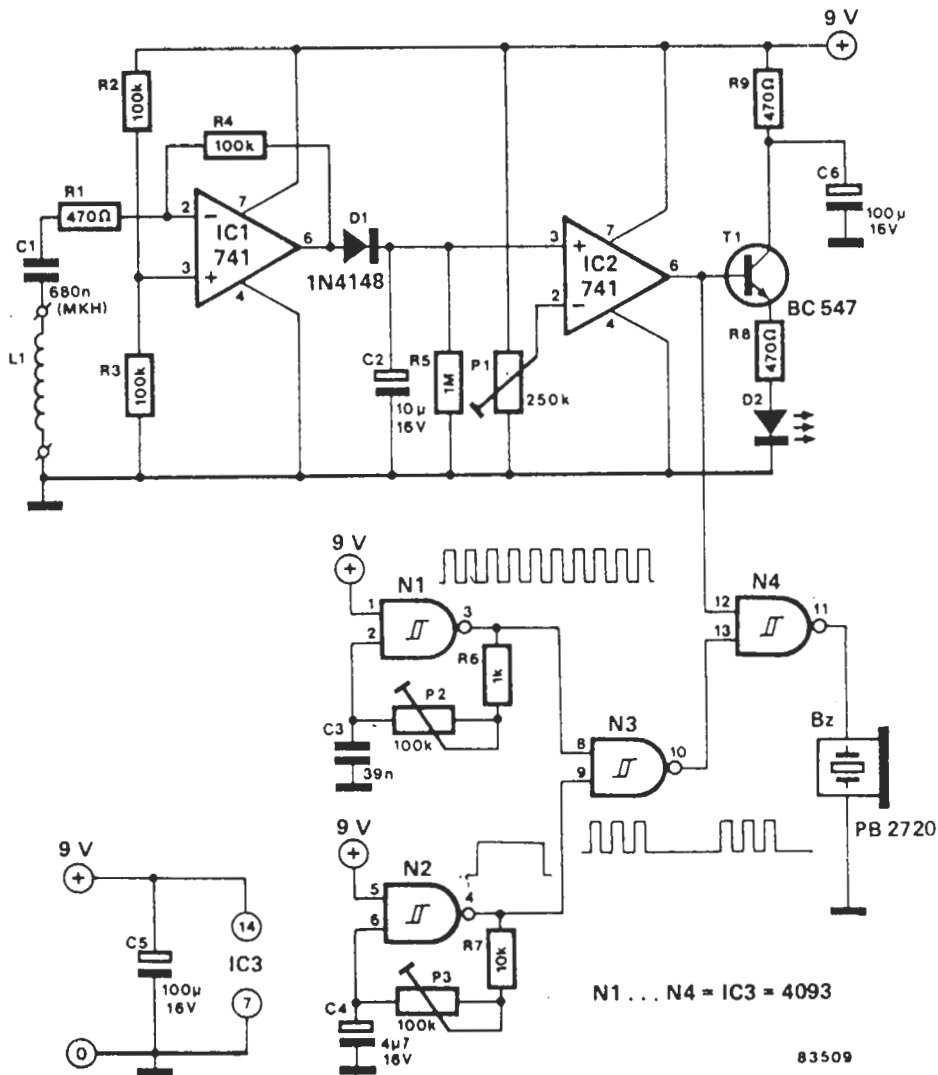 9 V
+
R2
100k
R4
100k
R9
470Ω
R1
470Ω
C1
680n
(MKH)
2
−
7
IC1
741
6
3
+
4
D1
1N4148
3
+
7
IC2
741
6
2
−
4
C6
100µ
16V
T1
BC 547
L1
R3
100k
C2
10µ
16V
R5
1M
P1
250k
R8
470Ω
D2
9 V
+
N1
1
2
3
R6
1k
P2
100k
C3
39n
N4
12
13
11
N3
8
9
10
Bz
PB 2720
9 V
+
N2
5
6
4
R7
10k
P3
100k
C4
4µ7
16V
9 V
+
C5
100µ
16V
14
IC3
7
0
N1 . . . N4 = IC3 = 4093
83509